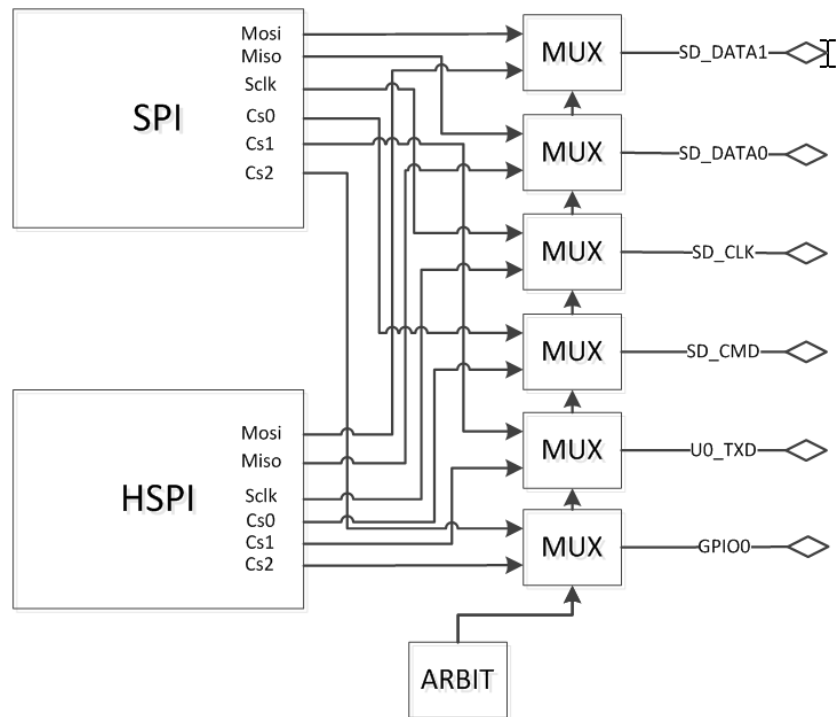 SPI
Mosi
Miso
Sclk
Cs0
Cs1
Cs2
HSPI
Mosi
Miso
Sclk
Cs0
Cs1
Cs2
MUX
SD_DATA1
MUX
SD_DATA0
MUX
SD_CLK
MUX
SD_CMD
MUX
U0_TXD
MUX
GPIO0
ARBIT